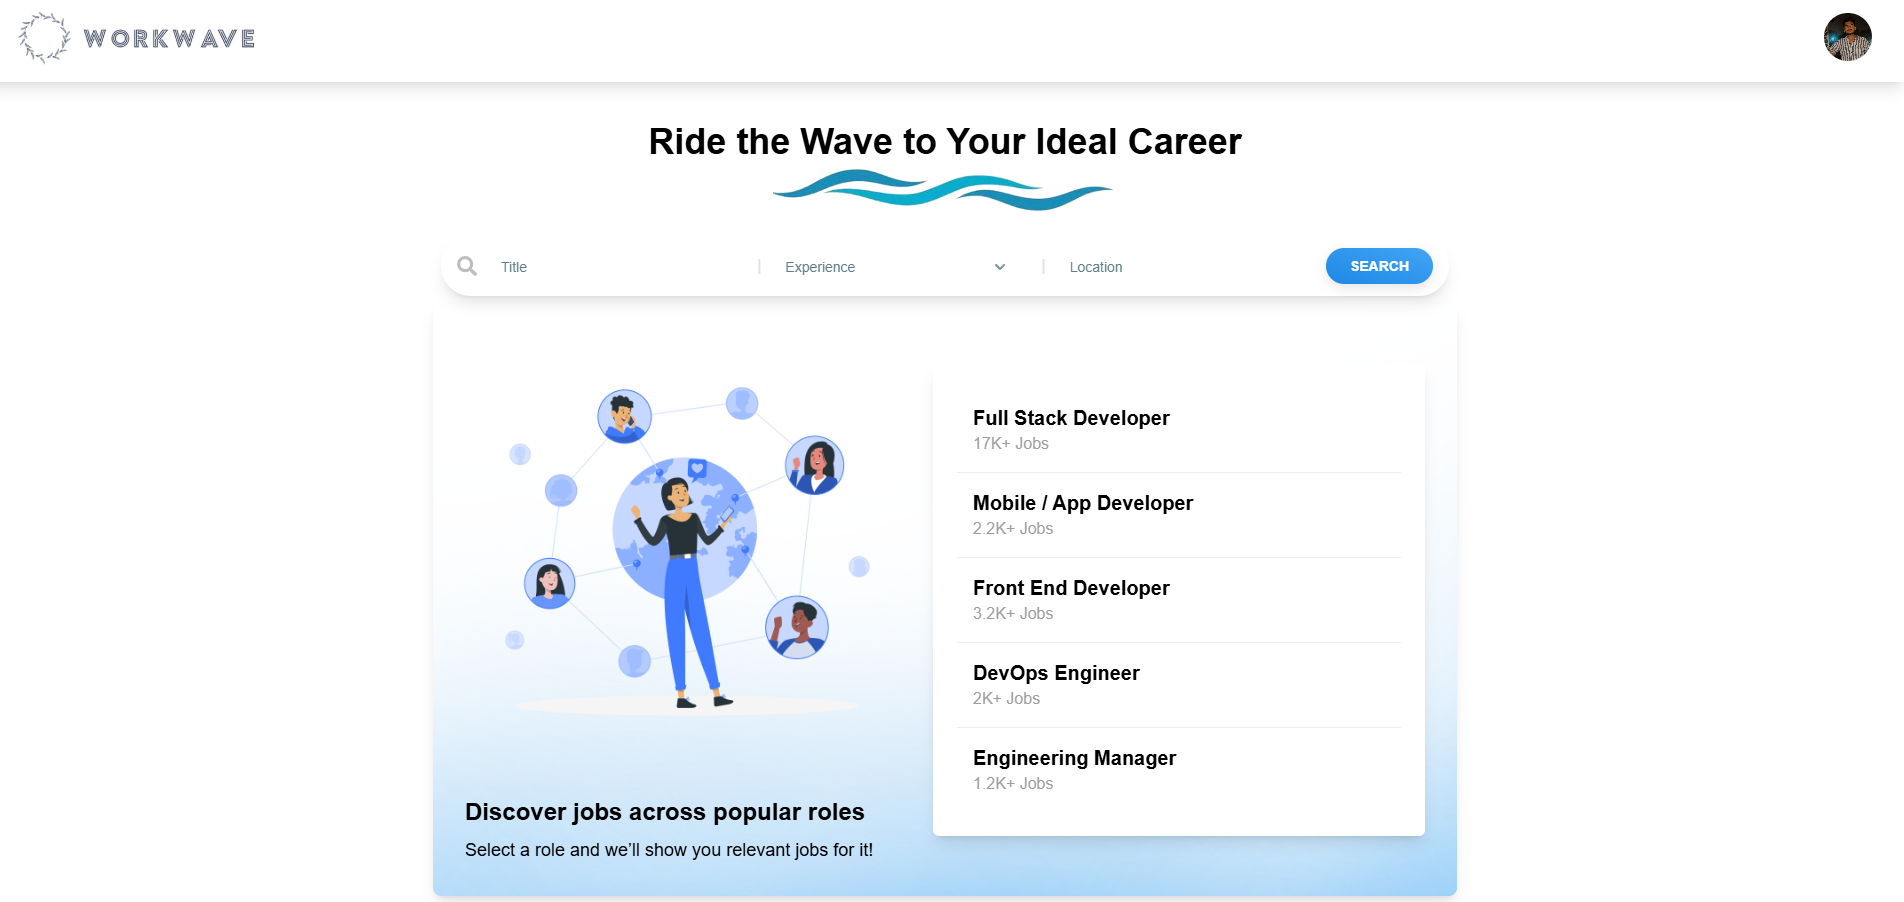 WORKWAVE
Ride the Wave to Your Ideal Career
Title | Experience | Location SEARCH
Full Stack Developer
17K+ Jobs
Mobile / App Developer
2.2K+ Jobs
Front End Developer
3.2K+ Jobs
DevOps Engineer
2K+ Jobs
Engineering Manager
1.2K+ Jobs
Discover jobs across popular roles
Select a role and we’ll show you relevant jobs for it!